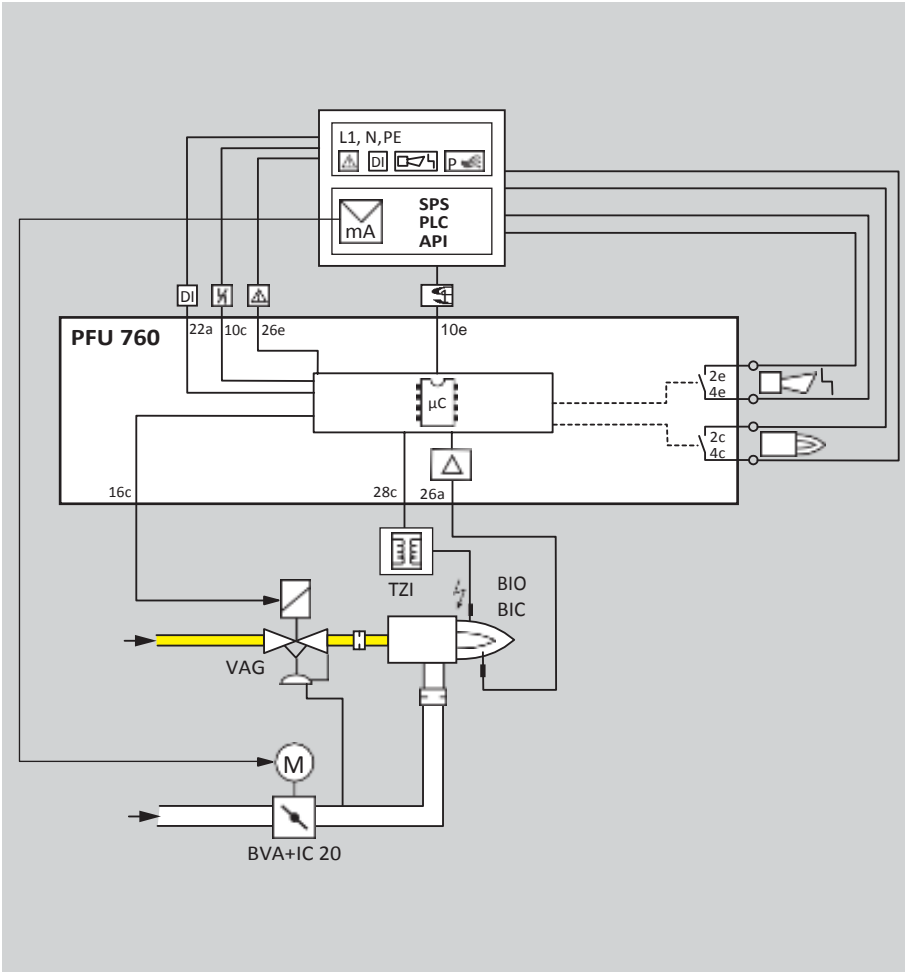 L1, N,PE
DI
P
mA
SPS
PLC
API
DI
22a
10c
26e
10e
PFU 760
µC
2e
4e
2c
4c
16c
28c
26a
TZI
BIO
BIC
VAG
M
BVA+IC 20